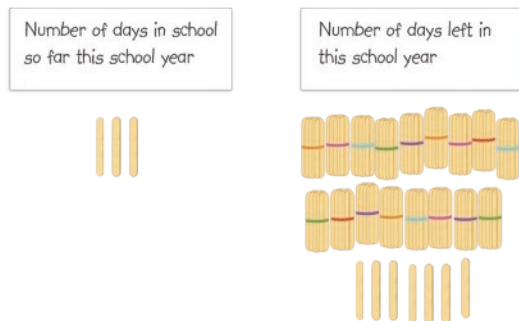 Number of days in school
so far this school year
Number of days left in
this school year